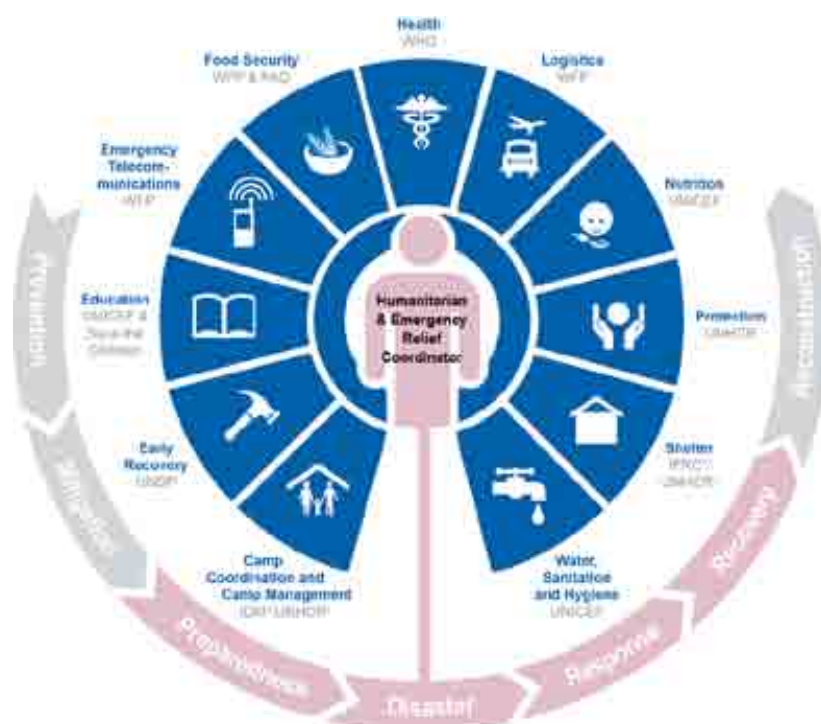 Health
WHO
Food Security
WFP & FAO
Logistics
WFP
Emergency
Telecom-
munications
WFP
Nutrition
UNICEF
Education
UNICEF &
Save the
Children
Humanitarian
& Emergency
Relief
Coordinator
Protection
UNHCR
Early
Recovery
UNDP
Shelter
IFRC
UNHCR
Camp
Coordination and
Camp Management
IOM UNHCR
Water,
Sanitation
and Hygiene
UNICEF
Prevention
Preparedness
Disaster
Response
Recovery
Reconstruction